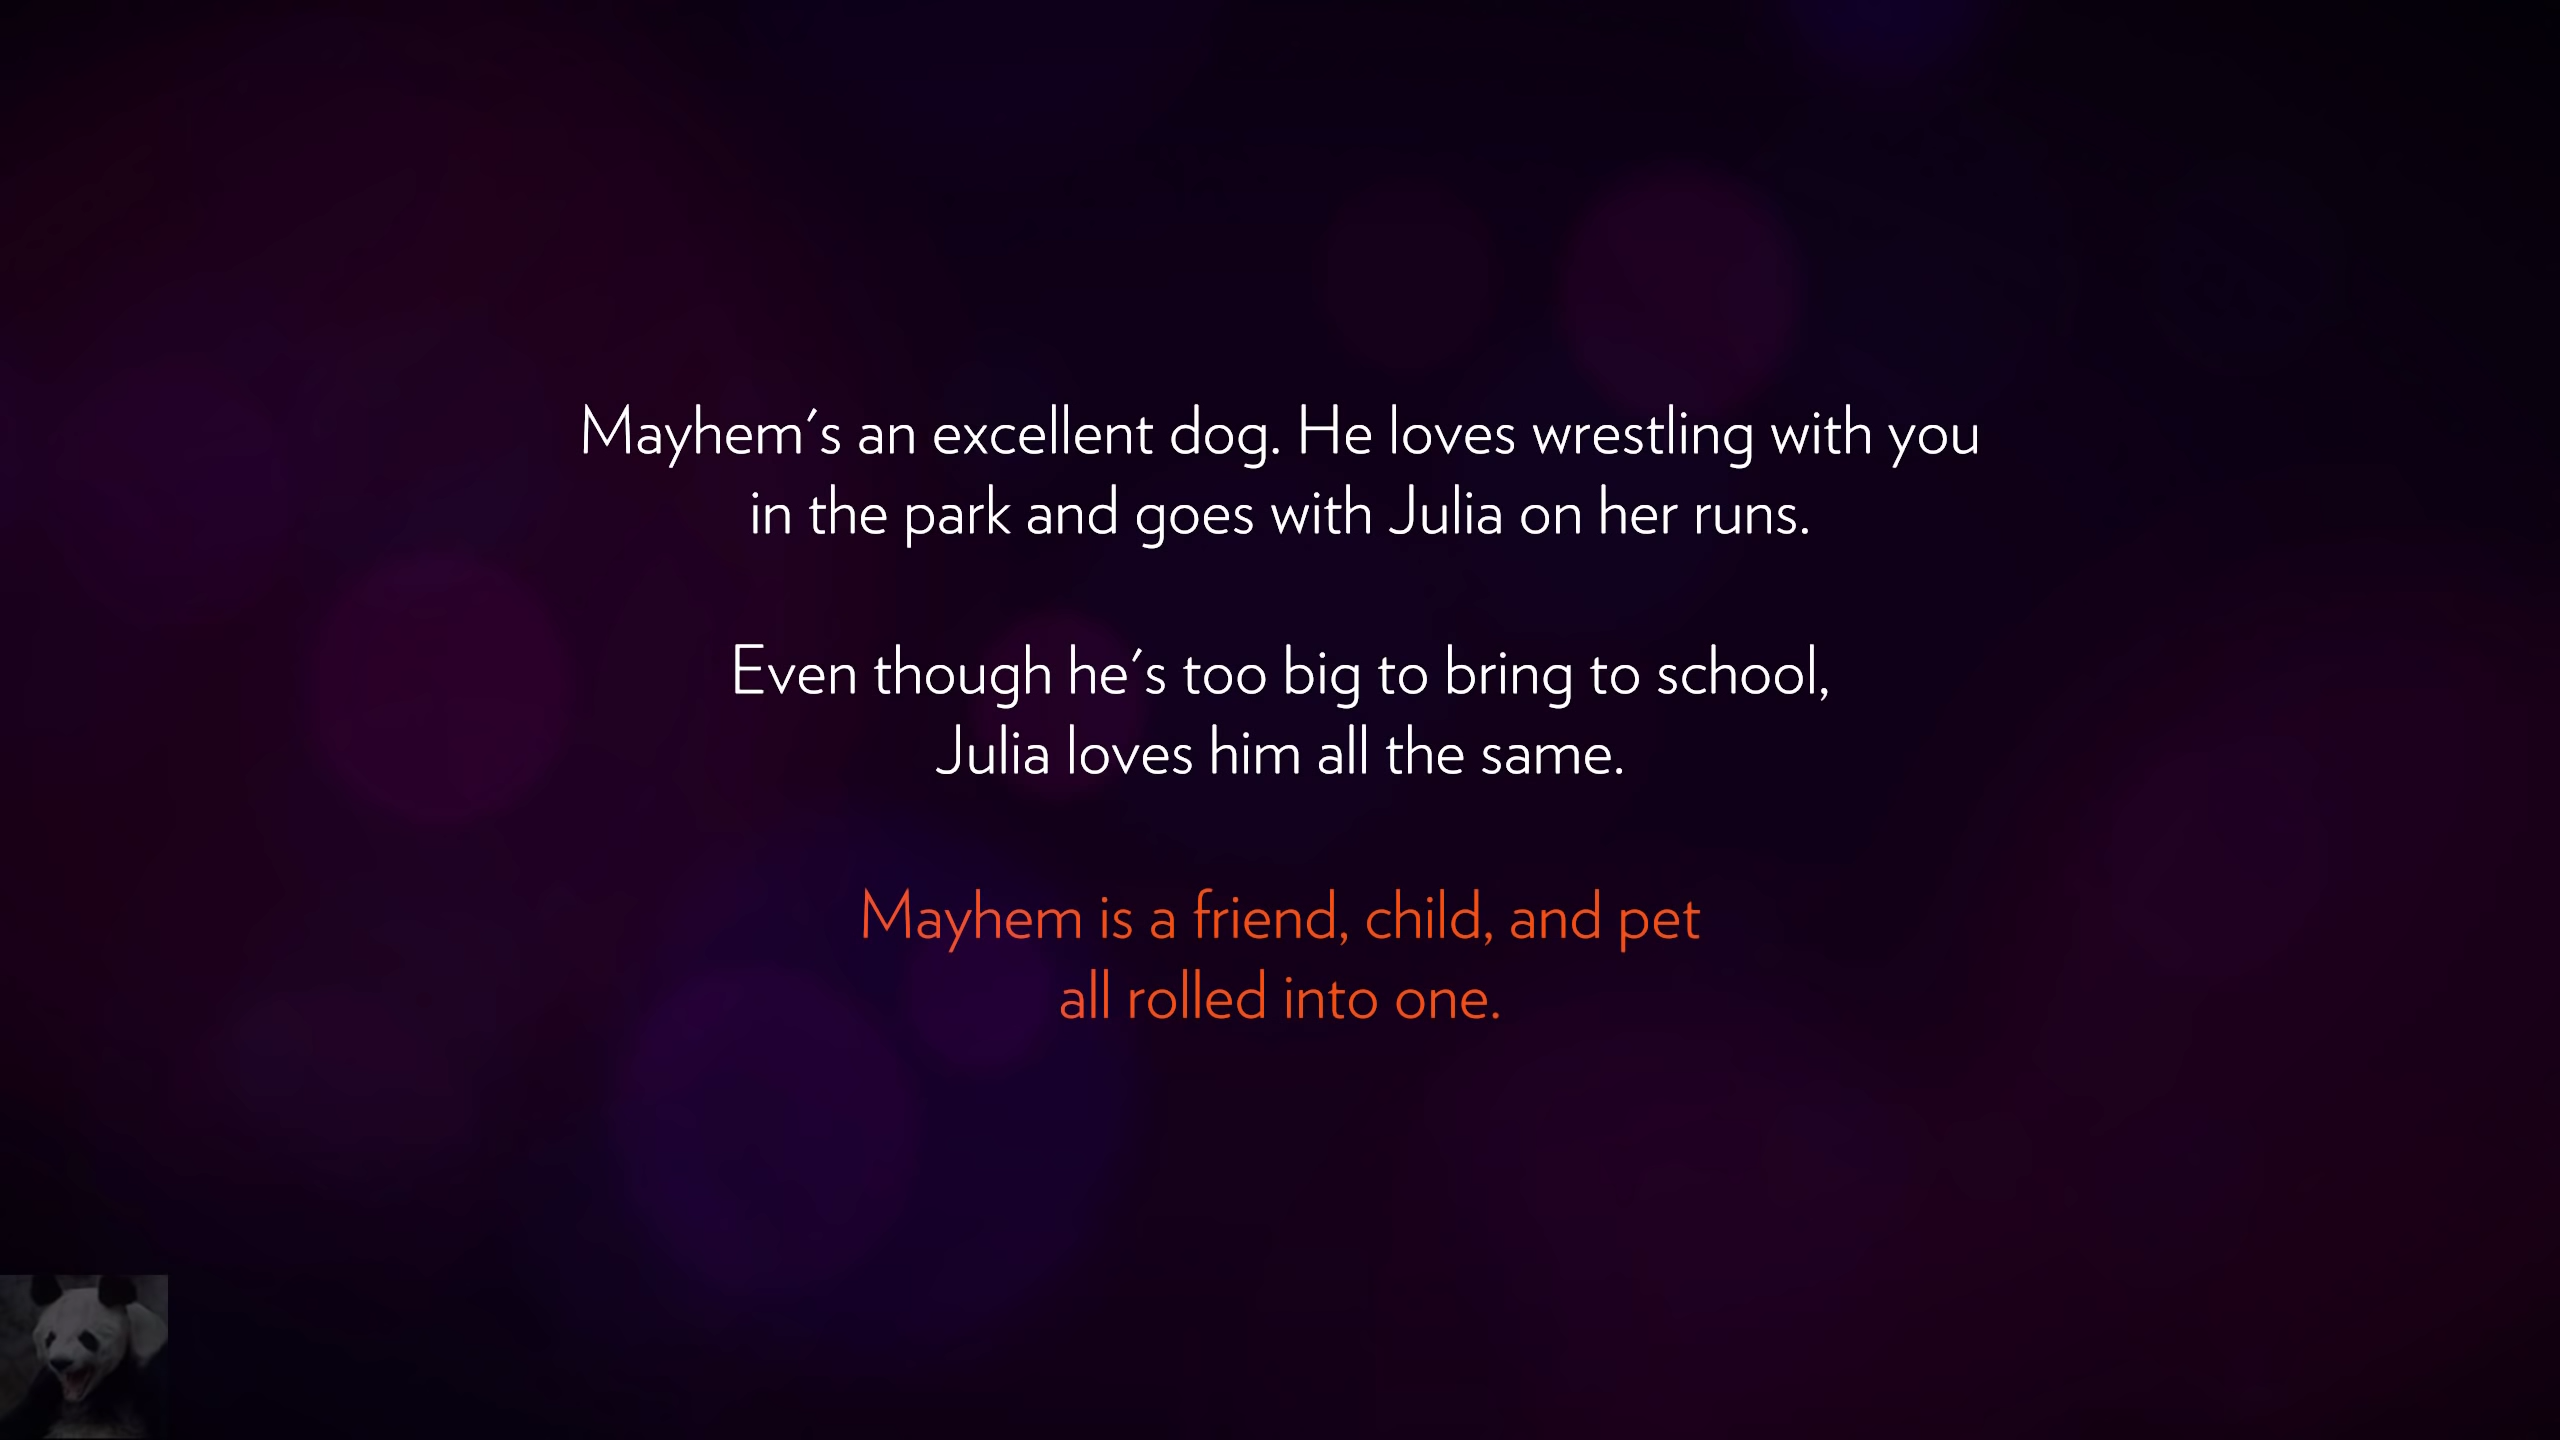 Mayhem's an excellent dog. He loves wrestling with you
in the park and goes with Julia on her runs.
Even though he's too big to bring to school,
Julia loves him all the same.
Mayhem is a friend, child, and pet
all rolled into one.